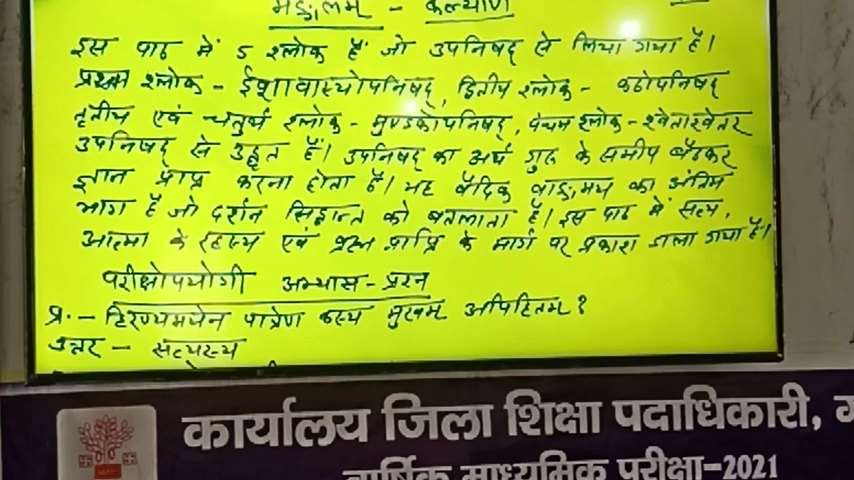 मङ्गलम् - कल्याण
इस पाठ में 5 श्लोक हैं जो उपनिषद् से लिया गया है।
प्रथम श्लोक - ईशावास्योपनिषद्, द्वितीय श्लोक - कठोपनिषद्
तृतीय एवं चतुर्थ श्लोक - मुण्डकोपनिषद्, पंचम श्लोक - श्वेताश्वेतर
उपनिषद् से उद्धृत हैं। उपनिषद् का अर्थ गुरु के समीप बैठकर
ज्ञान प्राप्त करना होता है। यह वैदिक वाङ्मय का अंतिम
भाग है जो दर्शन सिद्धान्त को बतलाता है। इस पाठ में सत्य,
आत्मा के रहस्य एवं ब्रह्म प्राप्ति के मार्ग पर प्रकाश डाला गया है।
परीक्षोपयोगी अभ्यास - प्रश्न
प्र. - हिरण्यमयेन पात्रेण कस्य मुखम् अपिहितम् ?
उत्तर - सत्यस्य
कार्यालय जिला शिक्षा पदाधिकारी,
वार्षिक माध्यमिक परीक्षा-2021